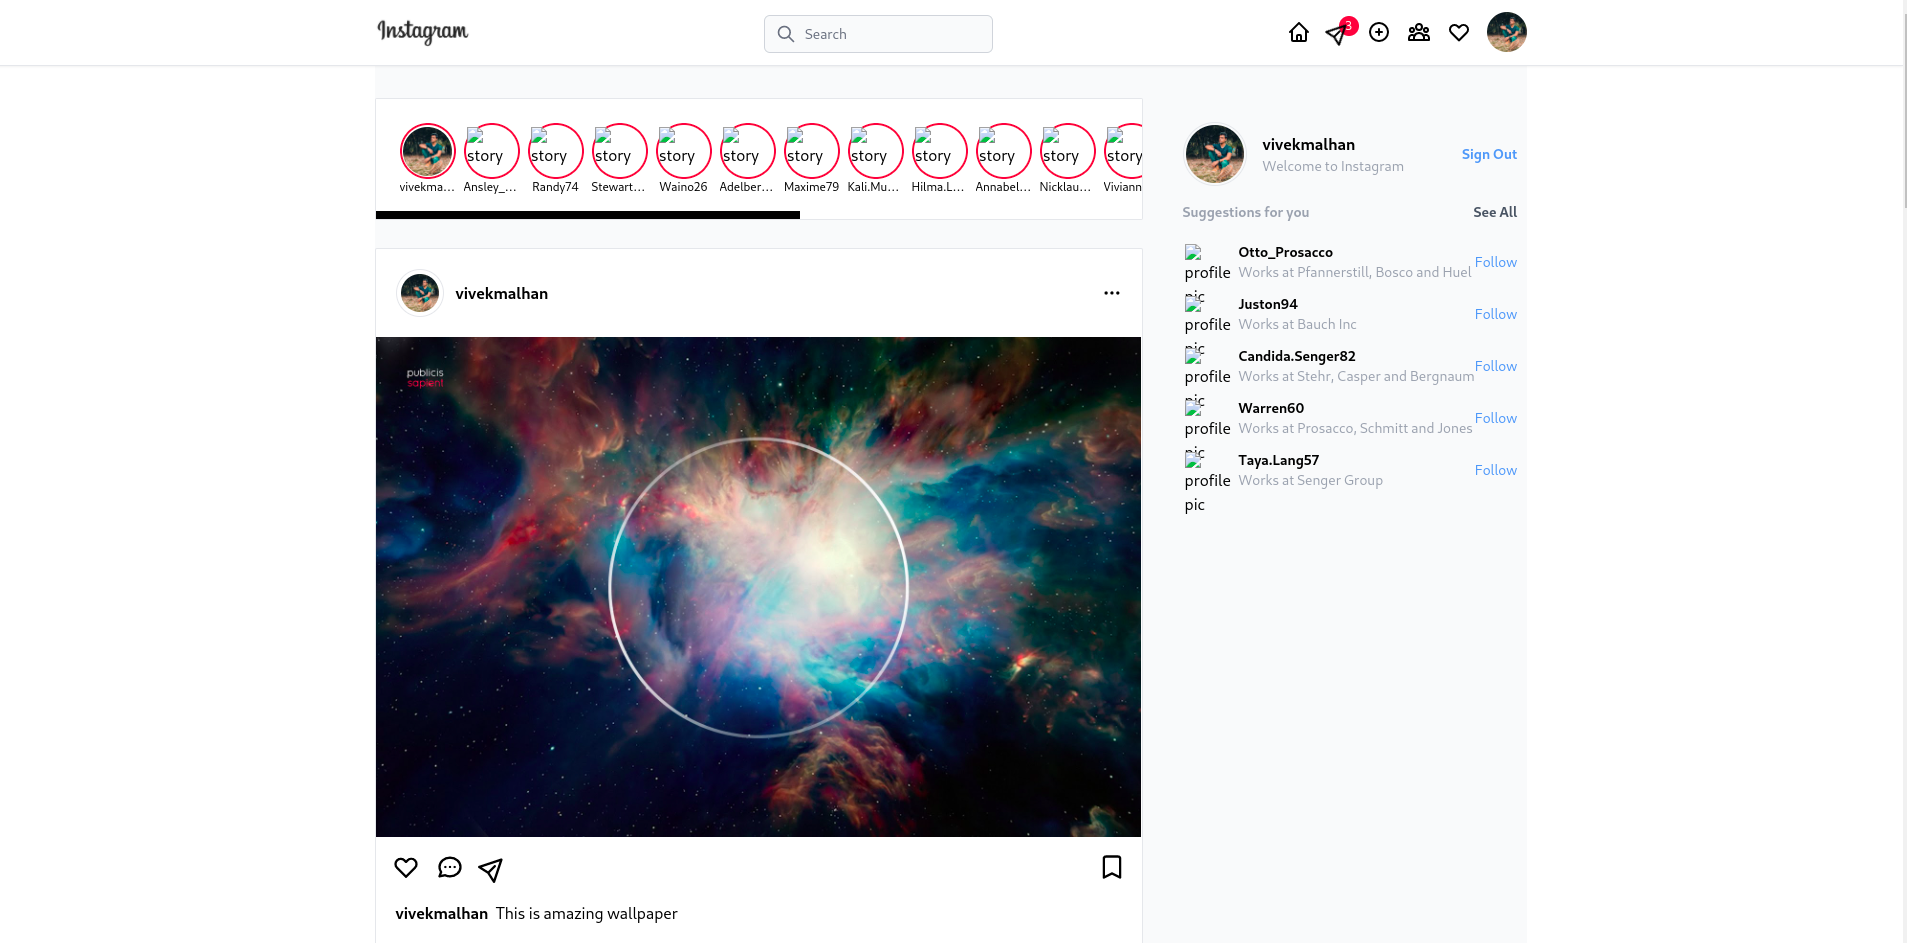 Instagram
Search
3
story
story
story
story
story
story
story
story
story
story
story
vivekma...
Ansley_...
Randy74
Stewart...
Waino26
Adelber...
Maxime79
Kali.Mu...
Hilma.L...
Annabel...
Nicklau...
Viviann
vivekmalhan
Welcome to Instagram
Sign Out
Suggestions for you
See All
profile pic
Otto_Prosacco
Works at Pfannerstill, Bosco and Huel
Follow
profile pic
Juston94
Works at Bauch Inc
Follow
profile pic
Candida.Senger82
Works at Stehr, Casper and Bergnaum
Follow
profile pic
Warren60
Works at Prosacco, Schmitt and Jones
Follow
profile
pic
Taya.Lang57
Works at Senger Group
Follow
vivekmalhan
publicis
sapient
vivekmalhan This is amazing wallpaper